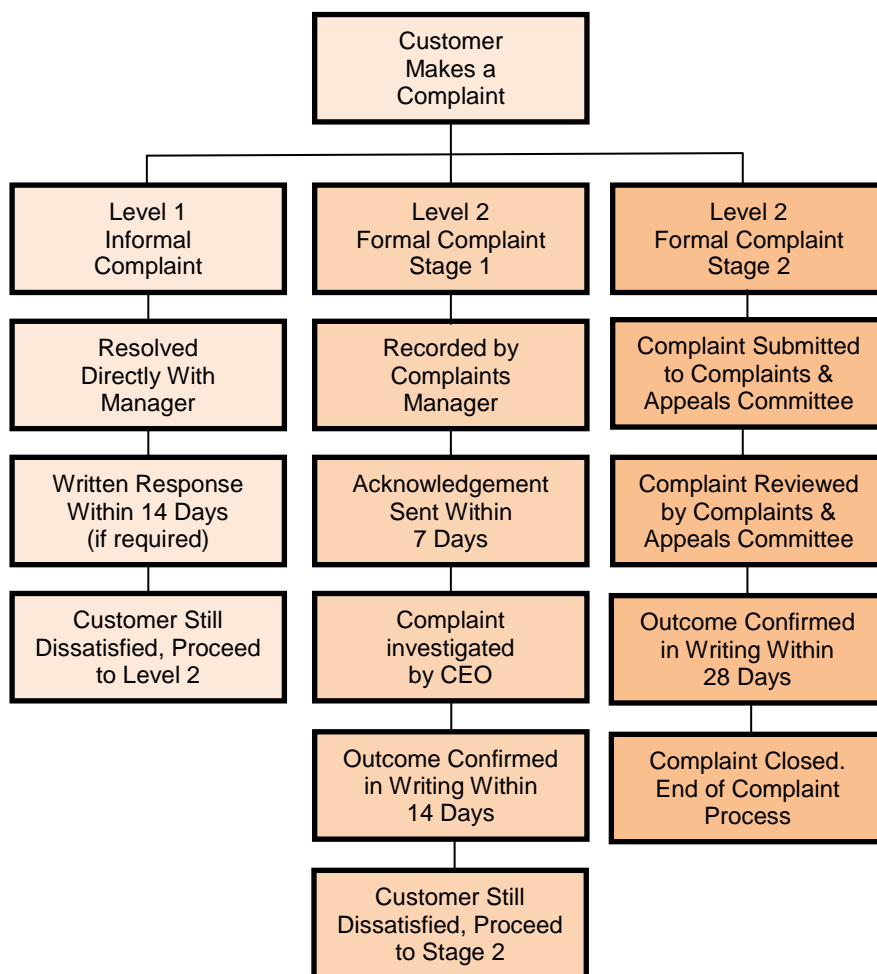 Customer
Makes a
Complaint
Level 1
Informal
Complaint
Resolved
Directly With
Manager
Written Response
Within 14 Days
(if required)
Customer Still
Dissatisfied, Proceed
to Level 2
Level 2
Formal Complaint
Stage 1
Recorded by
Complaints
Manager
Acknowledgement
Sent Within
7 Days
Complaint
investigated
by CEO
Outcome Confirmed
in Writing Within
14 Days
Customer Still
Dissatisfied, Proceed
to Stage 2
Level 2
Formal Complaint
Stage 2
Complaint Submitted
to Complaints &
Appeals Committee
Complaint Reviewed
by Complaints &
Appeals Committee
Outcome Confirmed
in Writing Within
28 Days
Complaint Closed.
End of Complaint
Process